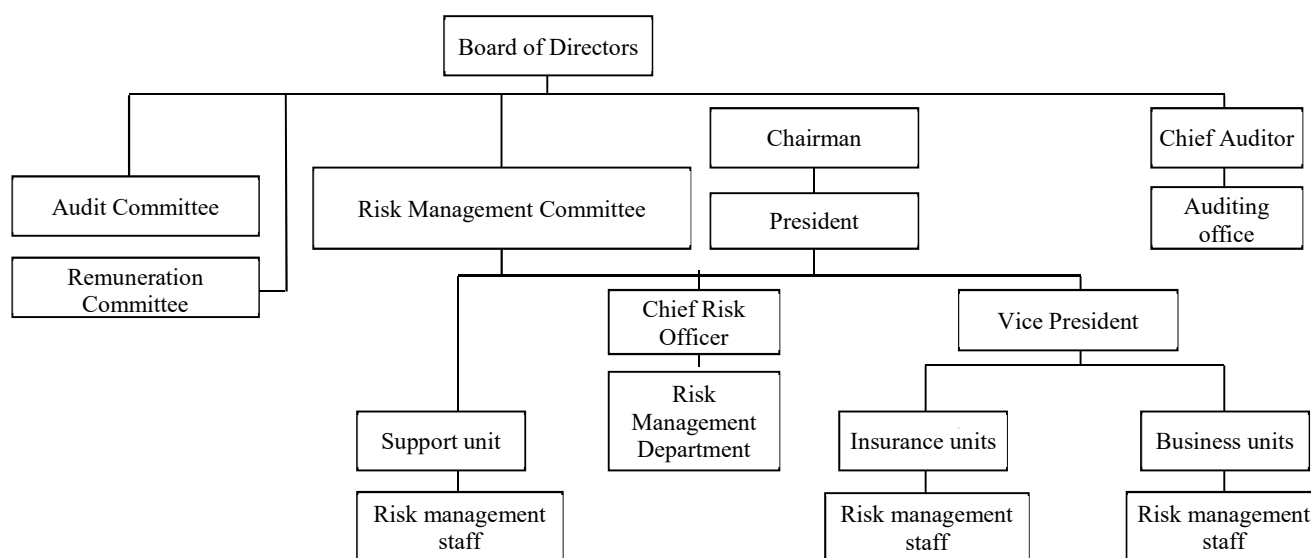 Board of Directors
Chairman
Chief Auditor
Audit Committee
Risk Management Committee
President
Auditing
office
Remuneration
Committee
Chief Risk
Officer
Vice President
Risk
Management
Department
Support unit
Insurance units
Business units
Risk management
staff
Risk management
staff
Risk management
staff